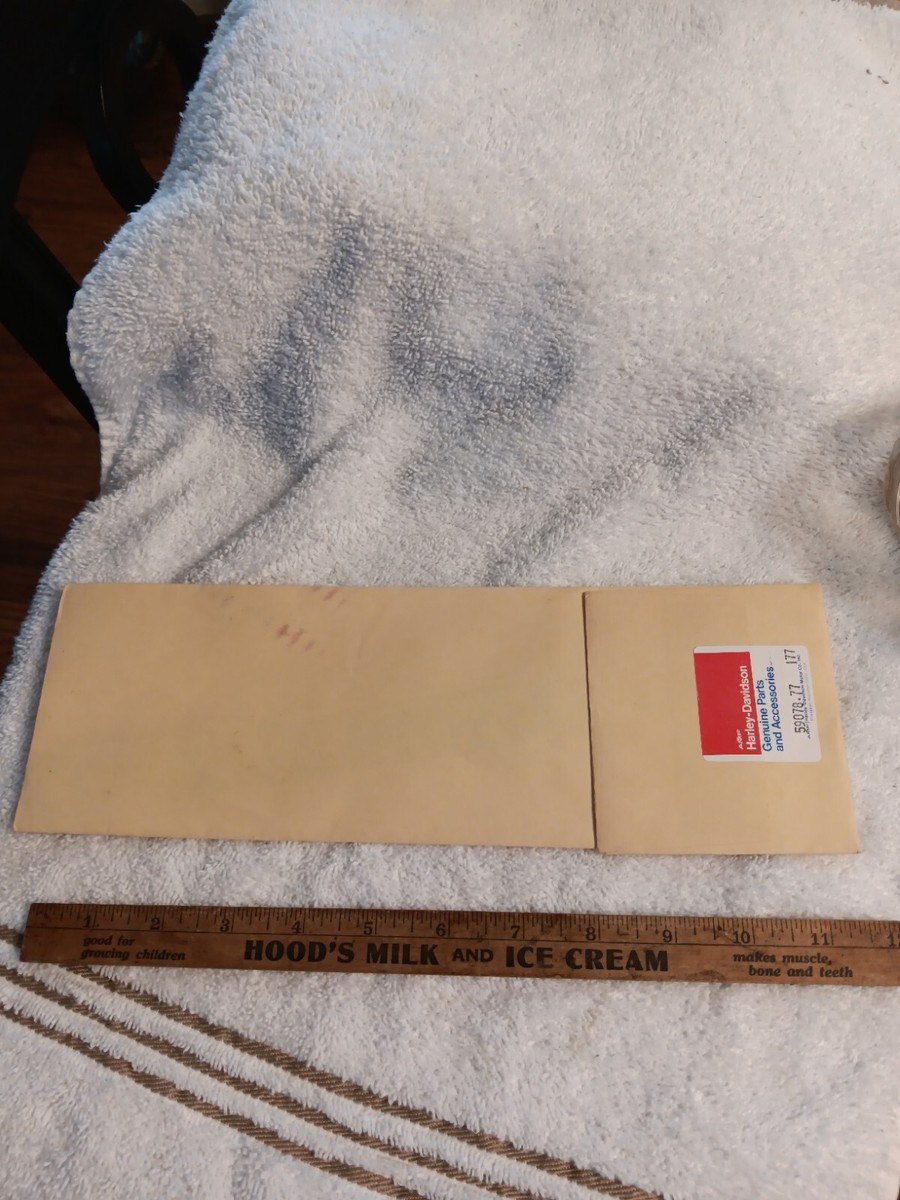 AMF
Harley-Davidson
Genuine Parts
and Accessories
59078-77 177
1 2 3 4 5 6 7 8 9 10 11
good for
growing children
HOOD'S MILK AND ICE CREAM
makes muscle,
bone and teeth